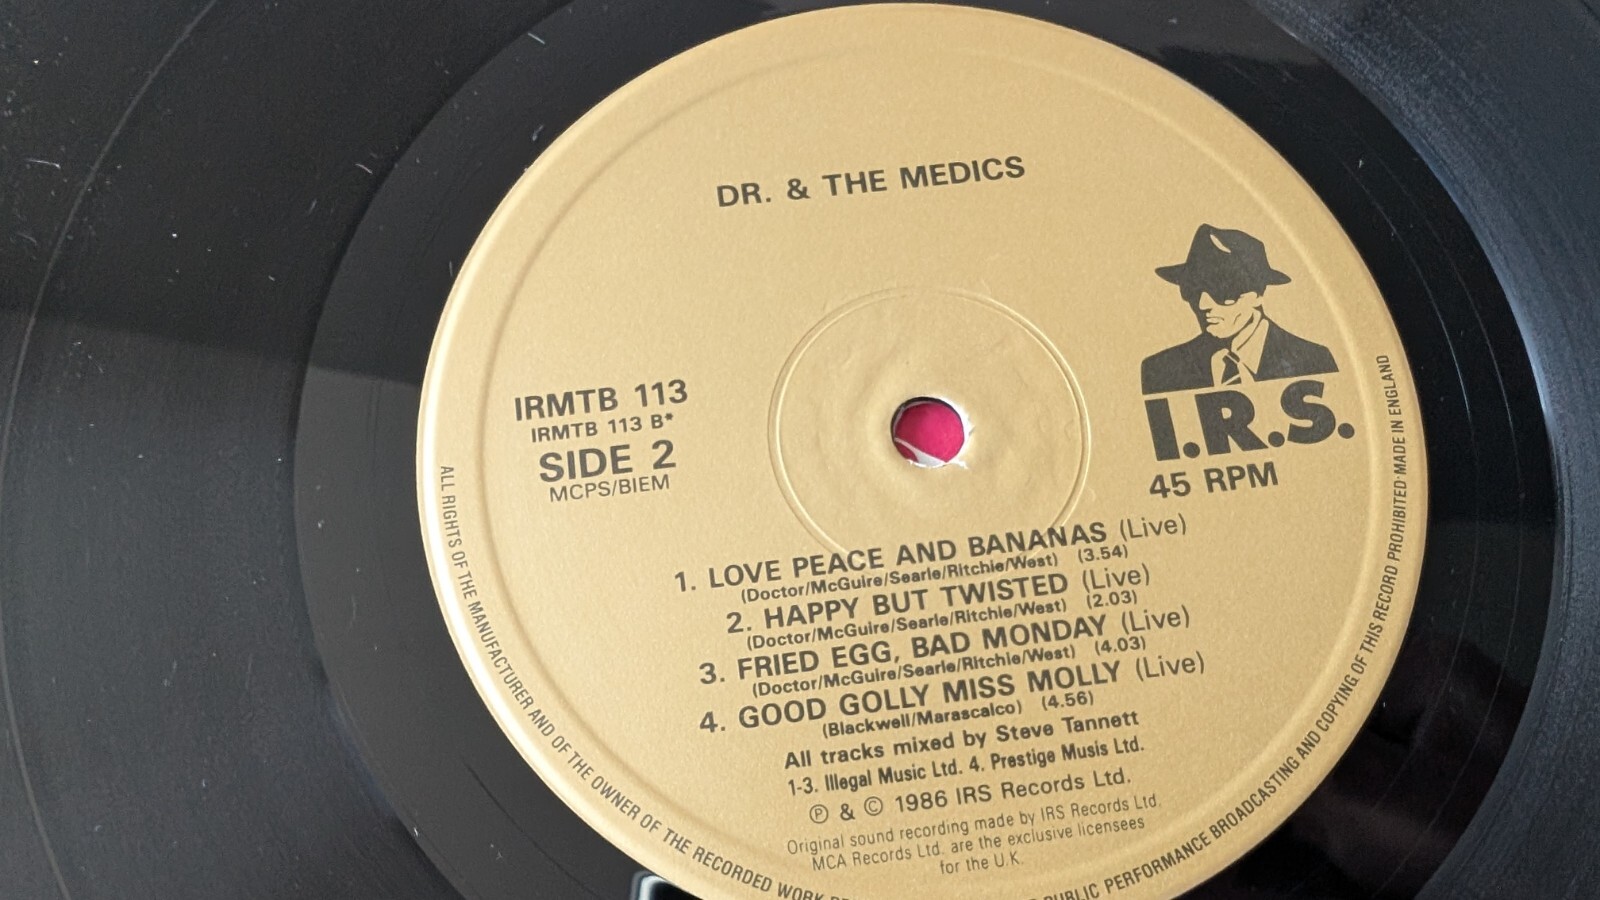 DR. & THE MEDICS
IRMTB 113
IRMTB 113 B*
SIDE 2
MCPS/BIEM
I.R.S.
45 RPM
1. LOVE PEACE AND BANANAS (Live)
(Doctor/McGuire/Searle/Ritchie/West) (3.54)
2. HAPPY BUT TWISTED (Live)
(Doctor/McGuire/Searle/Ritchie/West) (2.03)
3. FRIED EGG, BAD MONDAY (Live)
(Doctor/McGuire/Searle/Ritchie/West) (4.03)
4. GOOD GOLLY MISS MOLLY (Live)
(Blackwell/Marascalco) (4.56)
All tracks mixed by Steve Tannett
1-3. Illegal Music Ltd. 4. Prestige Musis Ltd.
Ⓟ & © 1986 IRS Records Ltd.
Original sound recording made by IRS Records Ltd.
MCA Records Ltd. are the exclusive licensees
for the U.K.
ALL RIGHTS OF THE MANUFACTURER AND OF THE OWNER OF THE RECORDED WORK
PUBLIC PERFORMANCE BROADCASTING AND COPYING OF THIS RECORD PROHIBITED·MADE IN ENGLAND